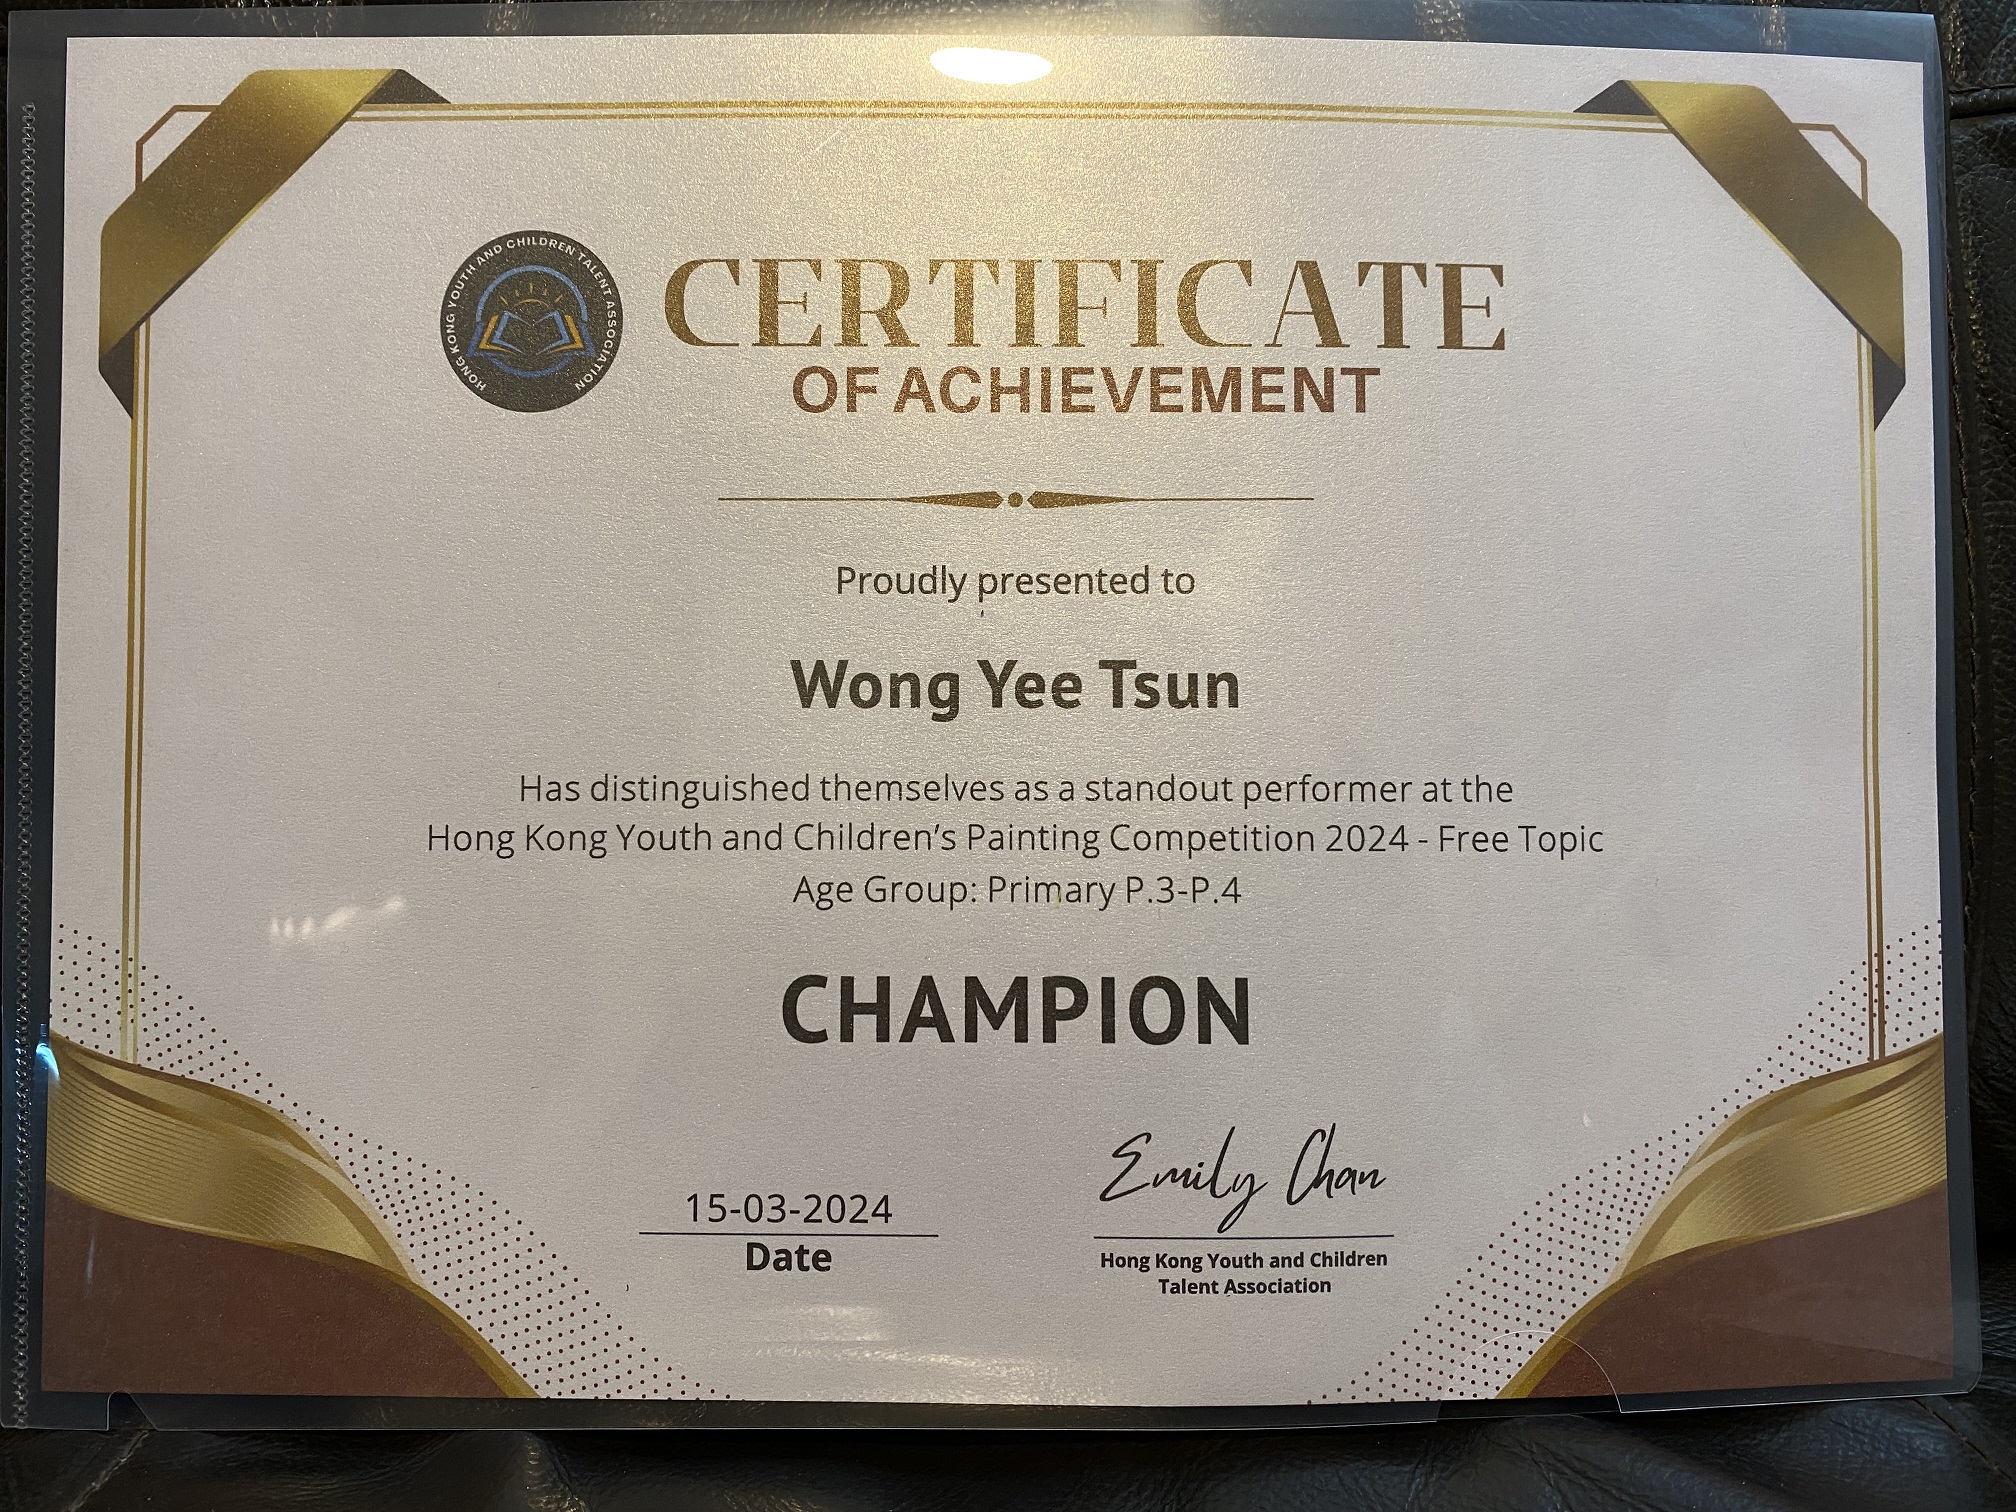 HONG KONG YOUTH AND CHILDREN TALENT ASSOCIATION
CERTIFICATE
OF ACHIEVEMENT
Proudly presented to
Wong Yee Tsun
Has distinguished themselves as a standout performer at the
Hong Kong Youth and Children’s Painting Competition 2024 - Free Topic
Age Group: Primary P.3-P.4
CHAMPION
15-03-2024
Date
Emily Chan
Hong Kong Youth and Children
Talent Association